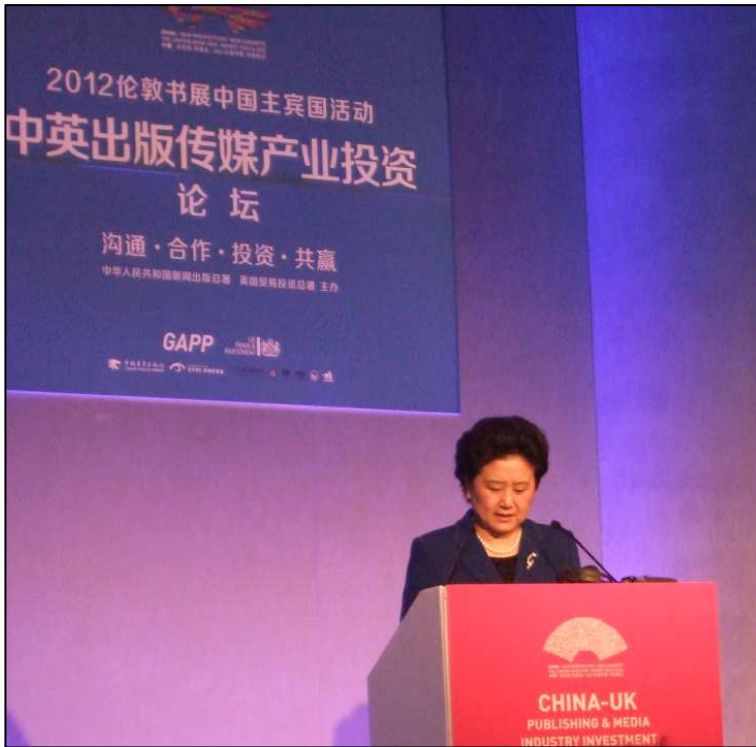 2012伦敦书展中国主宾国活动
中英出版传媒产业投资
论坛
沟通·合作·投资·共赢
中华人民共和国新闻出版总署 英国贸易投资总署 主办
GAPP
UK
TRADE &
INVESTMENT
CHINA-UK
PUBLISHING & MEDIA
INDUSTRY INVESTMENT